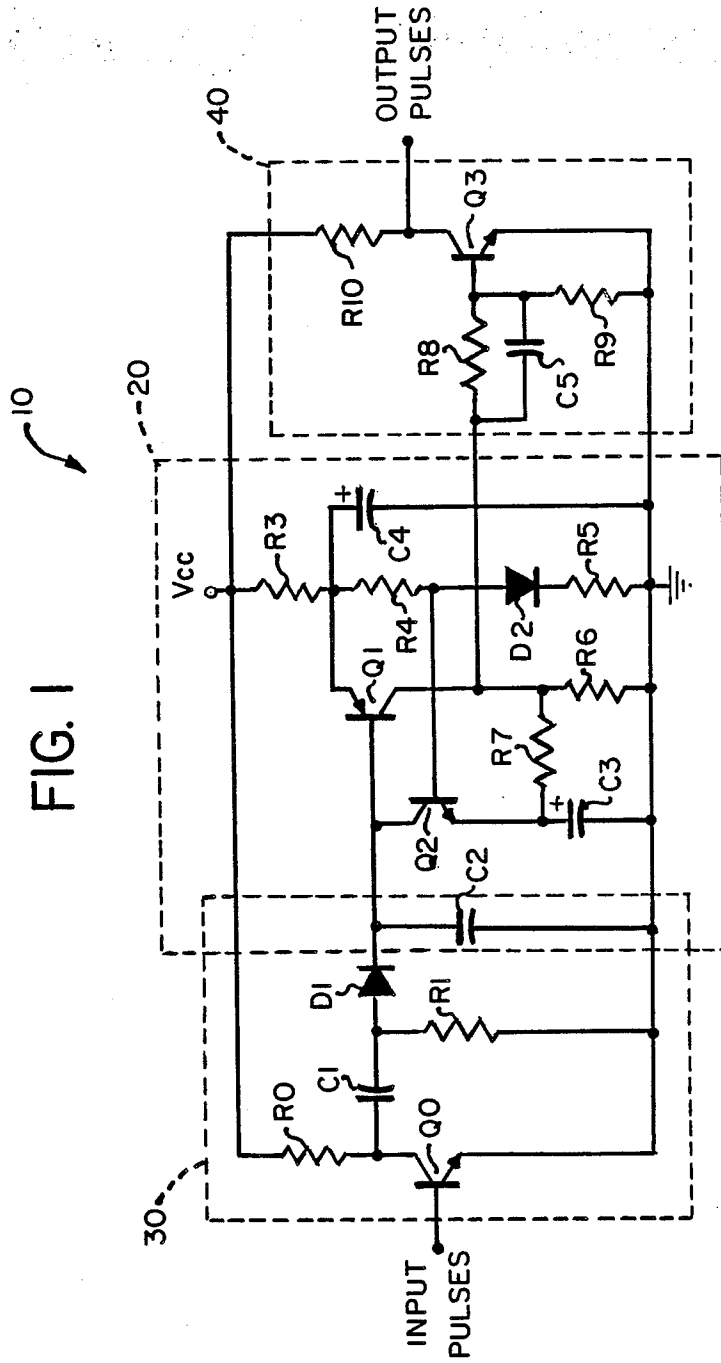 FIG. 1
10
20
30
40
Vcc
R0
C1
D1
R1
Q0
INPUT
PULSES
C2
Q2
Q1
R7
C3
R6
R3
R4
C4
D2
R5
R8
C5
R9
R10
Q3
OUTPUT
PULSES
+
+